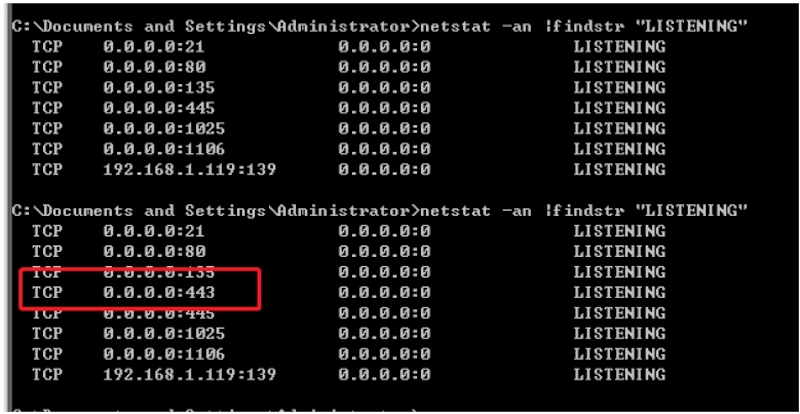 C:\Documents and Settings\Administrator>netstat -an |findstr "LISTENING"
TCP 0.0.0.0:21 0.0.0.0:0 LISTENING
TCP 0.0.0.0:80 0.0.0.0:0 LISTENING
TCP 0.0.0.0:135 0.0.0.0:0 LISTENING
TCP 0.0.0.0:445 0.0.0.0:0 LISTENING
TCP 0.0.0.0:1025 0.0.0.0:0 LISTENING
TCP 0.0.0.0:1106 0.0.0.0:0 LISTENING
TCP 192.168.1.119:139 0.0.0.0:0 LISTENING
C:\Documents and Settings\Administrator>netstat -an |findstr "LISTENING"
TCP 0.0.0.0:21 0.0.0.0:0 LISTENING
TCP 0.0.0.0:80 0.0.0.0:0 LISTENING
TCP 0.0.0.0:135 0.0.0.0:0 LISTENING
TCP 0.0.0.0:443 0.0.0.0:0 LISTENING
TCP 0.0.0.0:445 0.0.0.0:0 LISTENING
TCP 0.0.0.0:1025 0.0.0.0:0 LISTENING
TCP 0.0.0.0:1106 0.0.0.0:0 LISTENING
TCP 192.168.1.119:139 0.0.0.0:0 LISTENING